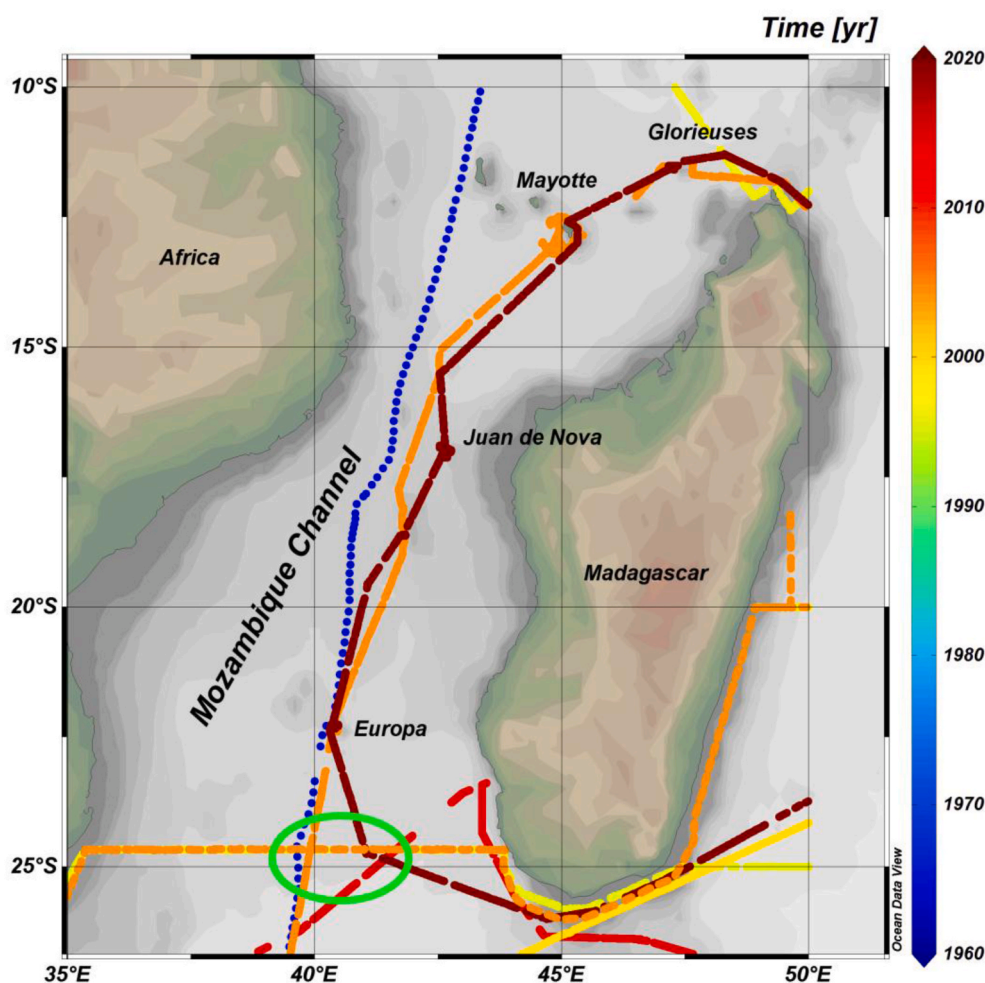 Time [yr]
10°S
15°S
20°S
25°S
35°E
40°E
45°E
50°E
Africa
Mozambique Channel
Glorieuses
Mayotte
Juan de Nova
Madagascar
Europa
Ocean Data View
2020
2010
2000
1990
1980
1970
1960